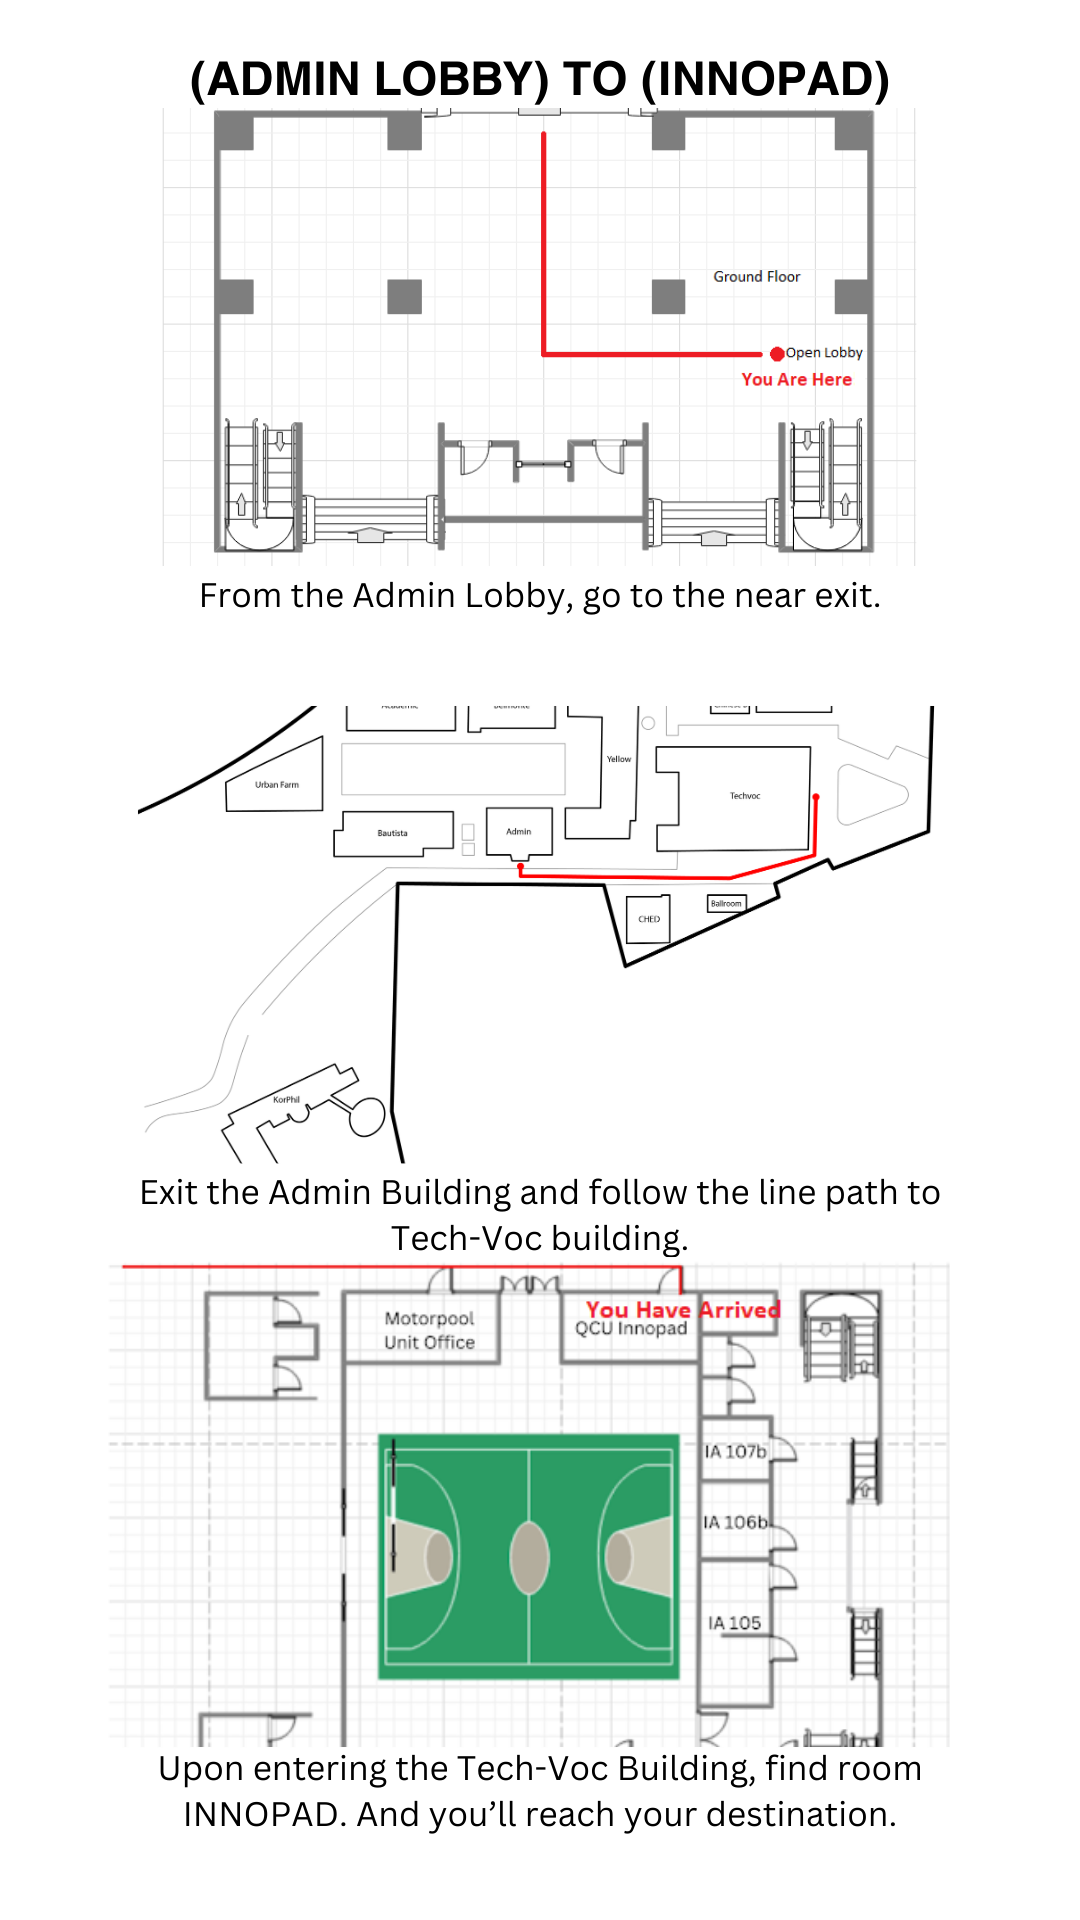 (ADMIN LOBBY) TO (INNOPAD)
Ground Floor
Open Lobby
You Are Here
From the Admin Lobby, go to the near exit.
Academic
Belmonte
Yellow
Urban Farm
Techvoc
Bautista
Admin
CHED
Ballroom
KorPhil
Exit the Admin Building and follow the line path to
Tech-Voc building.
You Have Arrived
Motorpool
Unit Office
QCU Innopad
IA 107b
IA 106b
IA 105
Upon entering the Tech-Voc Building, find room
INNOPAD. And you’ll reach your destination.